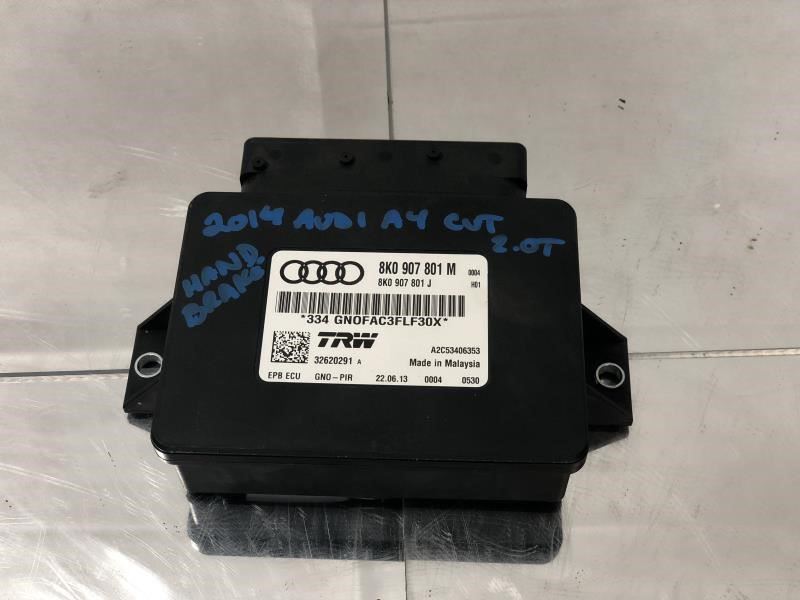 2014 AUDI A4 CVT
2.0T
HAND
BRAKE
8K0 907 801 M 0004
8K0 907 801 J H01
*334 GNOFAC3FLF30X*
TRW
32620291 A
A2C53406353
Made in Malaysia
EPB ECU GNO-PIR 22.06.13 0004 0530